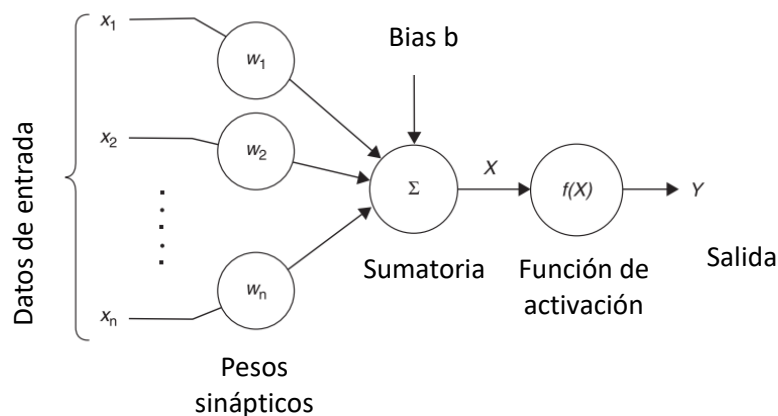 Datos de entrada
x1
x2
xn
w1
w2
wn
Pesos
sinápticos
Bias b
Σ
Sumatoria
X
f(X)
Función de
activación
Y
Salida